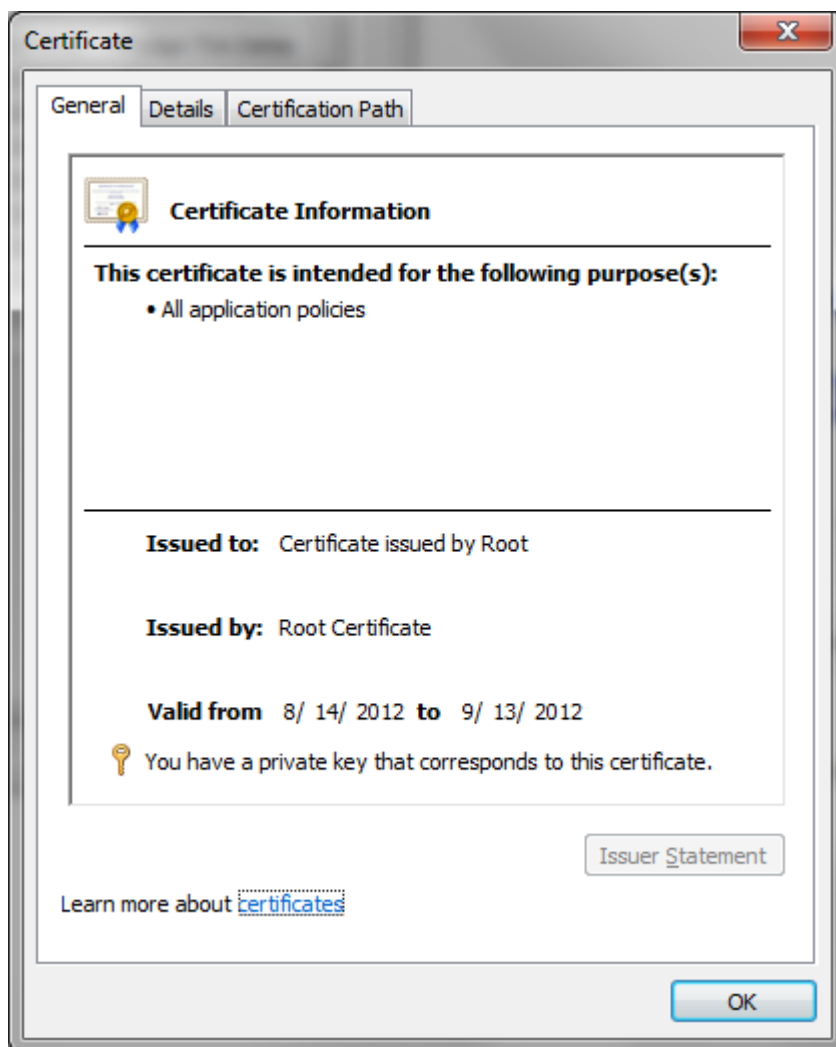 Certificate
General Details Certification Path
Certificate Information
This certificate is intended for the following purpose(s):
• All application policies
Issued to: Certificate issued by Root
Issued by: Root Certificate
Valid from 8/ 14/ 2012 to 9/ 13/ 2012
You have a private key that corresponds to this certificate.
Issuer Statement
Learn more about certificates
OK